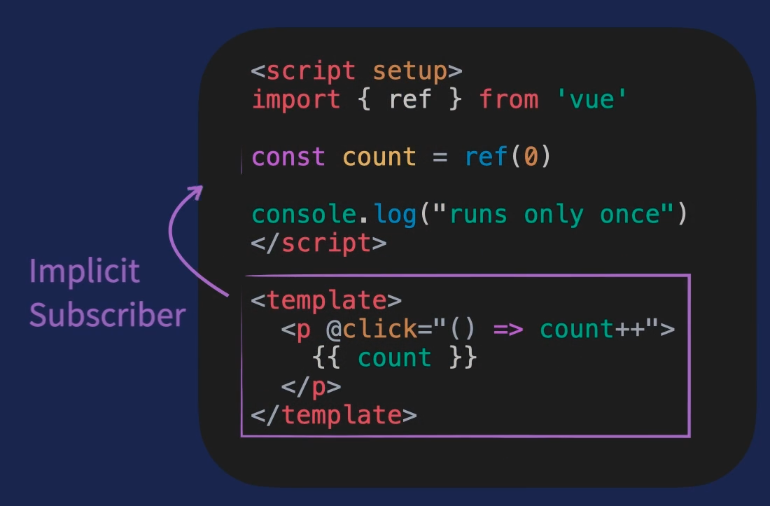 <script setup>
import { ref } from 'vue'
const count = ref(0)
console.log("runs only once")
</script>
Implicit
Subscriber
<template>
<p @click="() => count++">
{{ count }}
</p>
</template>